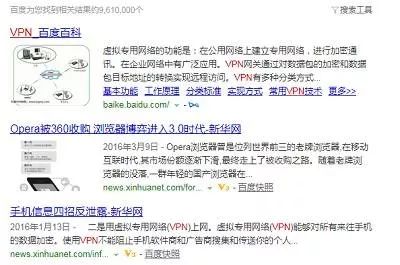 百度为您找到相关结果约9,610,000个
搜索工具
VPN_百度百科
虚拟专用网络的功能是：在公用网络上建立专用网络，进行加密通讯。在企业网络中有广泛应用。VPN网关通过对数据包的加密和数据包目标地址的转换实现远程访问。VPN有多种分类方式...
基本功能 工作原理 分类标准 实现方式 常用VPN技术 更多>>
baike.baidu.com/
Opera被360收购 浏览器博弈进入3.0时代-新华网
2016年3月9日 - Opera浏览器曾是位列世界前三的老牌浏览器,在移动互联时代,其市场份额逐渐下滑,最终走上了被收购之路。随着老牌浏览器的没落,一群年轻的国产浏览器在...
news.xinhuanet.com/for... V3 - 百度快照
手机信息四招反泄露-新华网
2016年1月13日 - 二是用虚拟专用网络(VPN)上网。虚拟专用网络(VPN)能够对所有来往手机的数据加密。使用VPN不能阻止手机软件商和广告商搜集和传送你的个人...
news.xinhuanet.com/inf... V3 - 百度快照